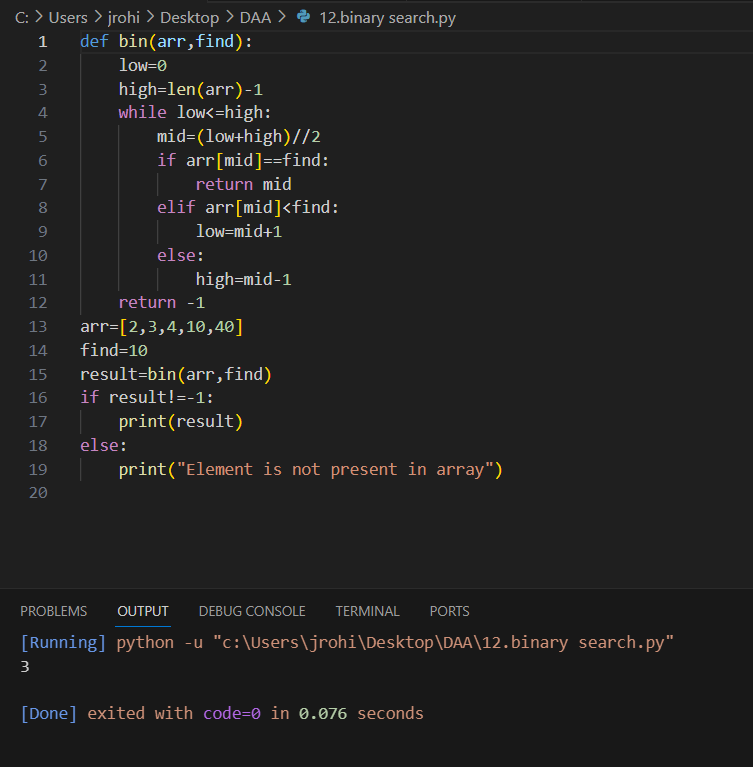 C: > Users > jrohi > Desktop > DAA > 12.binary search.py
1 def bin(arr,find):
2     low=0
3     high=len(arr)-1
4     while low<=high:
5         mid=(low+high)//2
6         if arr[mid]==find:
7             return mid
8         elif arr[mid]<find:
9             low=mid+1
10         else:
11             high=mid-1
12     return -1
13 arr=[2,3,4,10,40]
14 find=10
15 result=bin(arr,find)
16 if result!=-1:
17     print(result)
18 else:
19     print("Element is not present in array")
20
PROBLEMS OUTPUT DEBUG CONSOLE TERMINAL PORTS
[Running] python -u "c:\Users\jrohi\Desktop\DAA\12.binary search.py"
3
[Done] exited with code=0 in 0.076 seconds